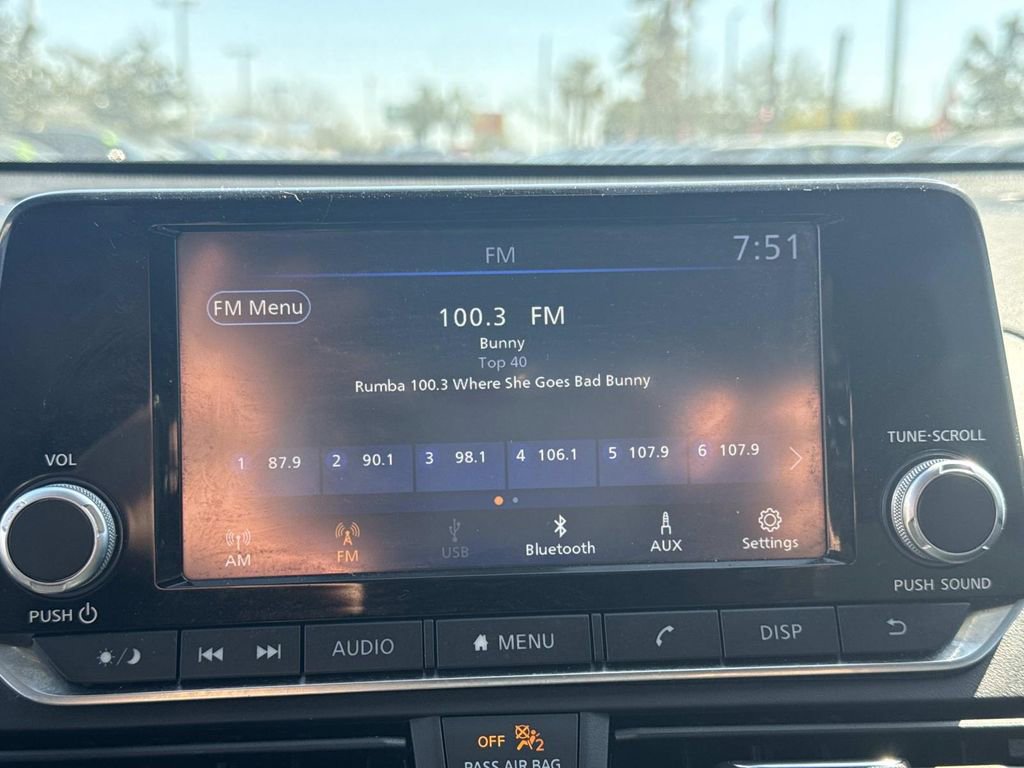 FM
7:51
FM Menu
100.3 FM
Bunny
Top 40
Rumba 100.3 Where She Goes Bad Bunny
1 87.9
2 90.1
3 98.1
4 106.1
5 107.9
6 107.9
AM
FM
USB
Bluetooth
AUX
Settings
VOL
PUSH
TUNE·SCROLL
PUSH SOUND
AUDIO
MENU
DISP
OFF
2
PASS AIR BAG